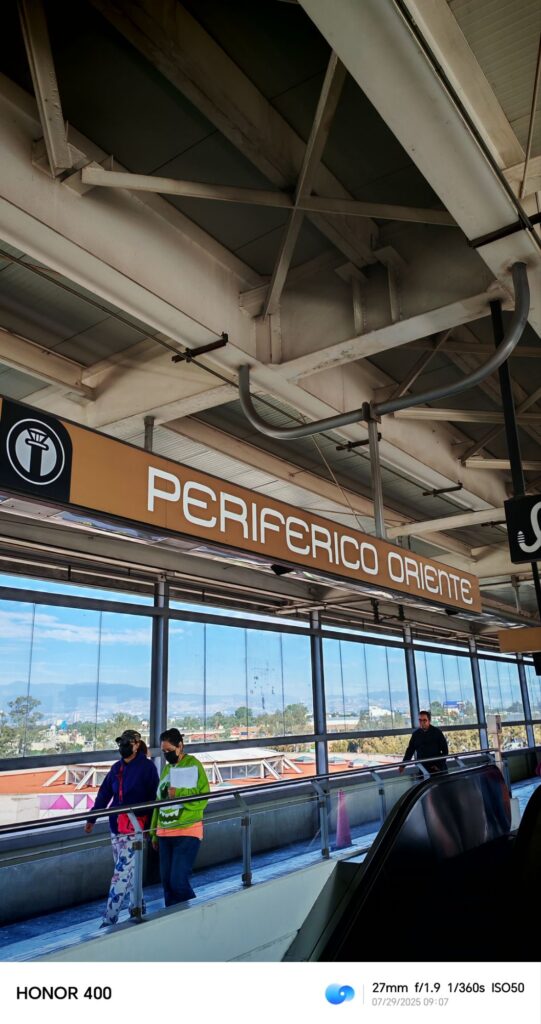 PERIFERICO ORIENTE
HONOR 400
27mm f/1.9 1/360s ISO50
07/29/2025 09:07